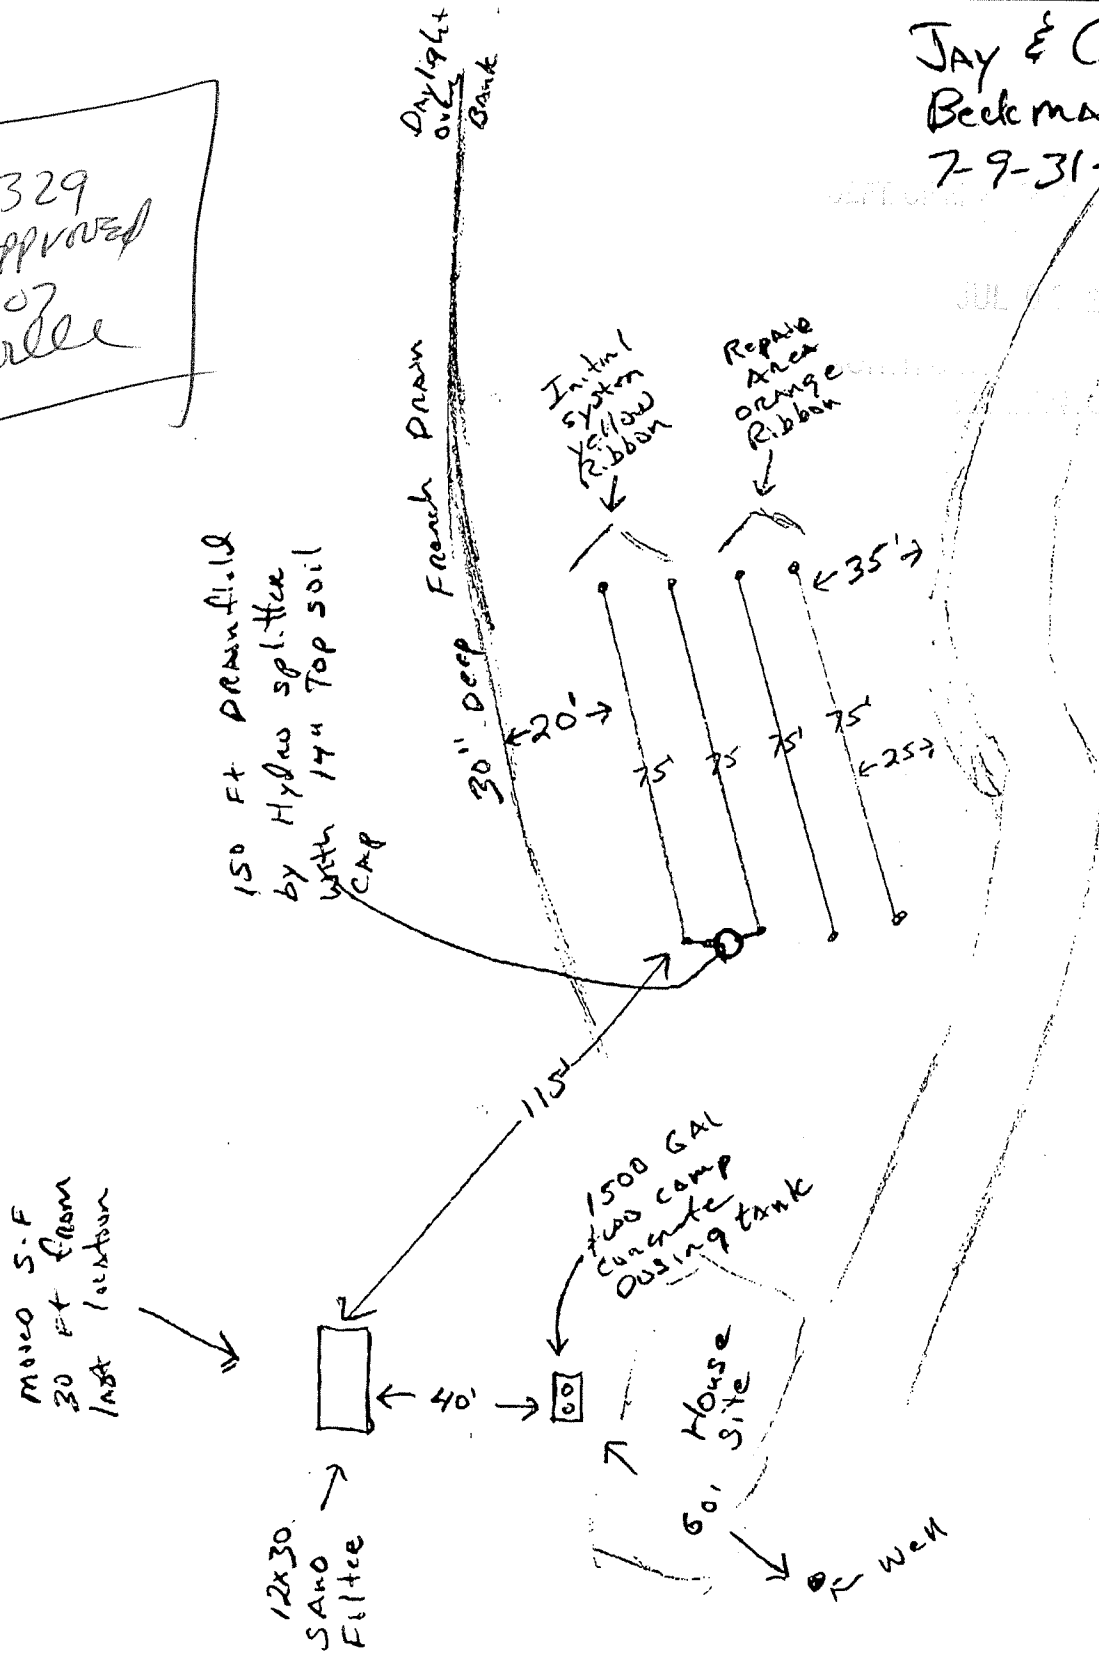 JAY &
7-9-31-
329
APPROVED
07
Daylight
over
Bank
French Drain
30" Deep
Initial
System
yellow
Ribbon
Repair
Area
orange
Ribbon
←35'→
←20'→
75'
75
75'
75'
←25→
150 Ft DRAINfield
by Hydro splitter
with 14" Top soil
CAP
115'
1500 GAL
two comp
concrete
Dosing tank
Moved S.F
30 Ft from
last location
← 40' →
12x30
SAND
Filter
House
Site
60'
Well
JUL